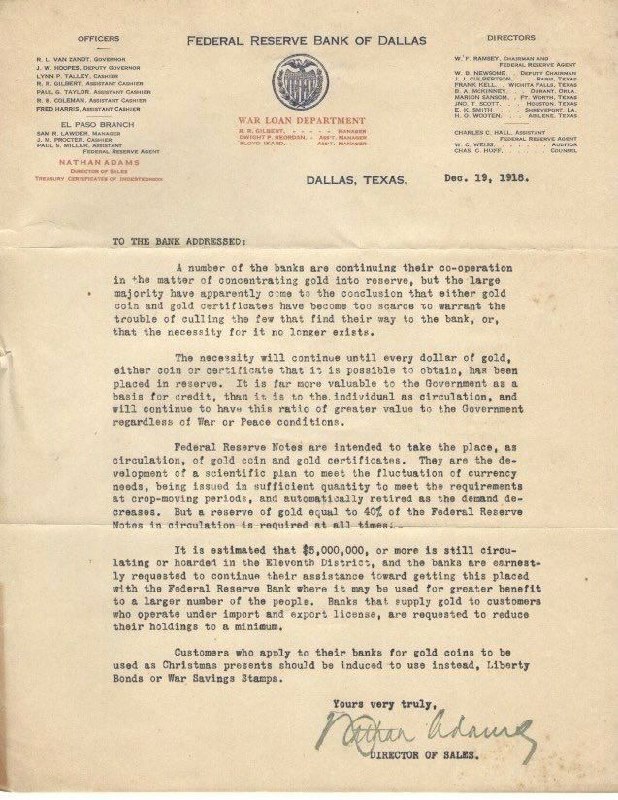 OFFICERS
R. L. VAN ZANDT, GOVERNOR
J. W. HOOPES, DEPUTY GOVERNOR
LYNN P. TALLEY, CASHIER
R. R. GILBERT, ASSISTANT CASHIER
PAUL G. TAYLOR, ASSISTANT CASHIER
R. B. COLEMAN, ASSISTANT CASHIER
FRED HARRIS, ASSISTANT CASHIER
EL PASO BRANCH
SAN R. LAWDER, MANAGER
J. N. PROCTER, CASHIER
PAUL N. MILLAR, ASSISTANT
FEDERAL RESERVE AGENT
NATHAN ADAMS
DIRECTOR OF SALES
TREASURY CERTIFICATES OF INDEBTEDNESS
FEDERAL RESERVE BANK OF DALLAS
WAR LOAN DEPARTMENT
R. R. GILBERT, - - - - - MANAGER
DWIGHT P. REORDAN, - ASS'T. MANAGER
ASS'T. MANAGER
DALLAS, TEXAS,
DIRECTORS
W. F. RAMSEY, CHAIRMAN AND
FEDERAL RESERVE AGENT
W. B. NEWSOME, DEPUTY CHAIRMAN
J. J. CULBERTSON, PARIS, TEXAS
FRANK KELL, WICHITA FALLS, TEXAS
B. A. MCKINNEY, - DURANT, OKLA.
MARION SANSOM, - FT. WORTH, TEXAS
JNO. T. SCOTT, - HOUSTON, TEXAS
E. K. SMITH - SHREVEPORT, LA.
H. O. WOOTEN, - - ABILENE, TEXAS
CHARLES C. HALL, ASSISTANT
FEDERAL RESERVE AGENT
W. C. WEISS, AUDITOR
CHAS C. HUFF, - - - COUNSEL
Dec. 19, 1918.
TO THE BANK ADDRESSED:
A number of the banks are continuing their co-operation
in the matter of concentrating gold into reserve, but the large
majority have apparently come to the conclusion that either gold
coin and gold certificates have become too scarce to warrant the
trouble of culling the few that find their way to the bank, or,
that the necessity for it no longer exists.
The necessity will continue until every dollar of gold,
either coin or certificate that it is possible to obtain, has been
placed in reserve. It is far more valuable to the Government as a
basis for credit, than it is to the individual as circulation, and
will continue to have this ratio of greater value to the Government
regardless of War or Peace conditions.
Federal Reserve Notes are intended to take the place, as
circulation, of gold coin and gold certificates. They are the de-
velopment of a scientific plan to meet the fluctuation of currency
needs, being issued in sufficient quantity to meet the requirements
at crop-moving periods, and automatically retired as the demand de-
creases. But a reserve of gold equal to 40% of the Federal Reserve
Notes in circulation is required at all times.
It is estimated that $5,000,000, or more is still circu-
lating or hoarded in the Eleventh District, and the banks are earnest-
ly requested to continue their assistance toward getting this placed
with the Federal Reserve Bank where it may be used for greater benefit
to a larger number of the people. Banks that supply gold to customers
who operate under import and export license, are requested to reduce
their holdings to a minimum.
Customers who apply to their banks for gold coins to be
used as Christmas presents should be induced to use instead, Liberty
Bonds or War Savings Stamps.
Yours very truly,
Nathan Adams
DIRECTOR OF SALES.